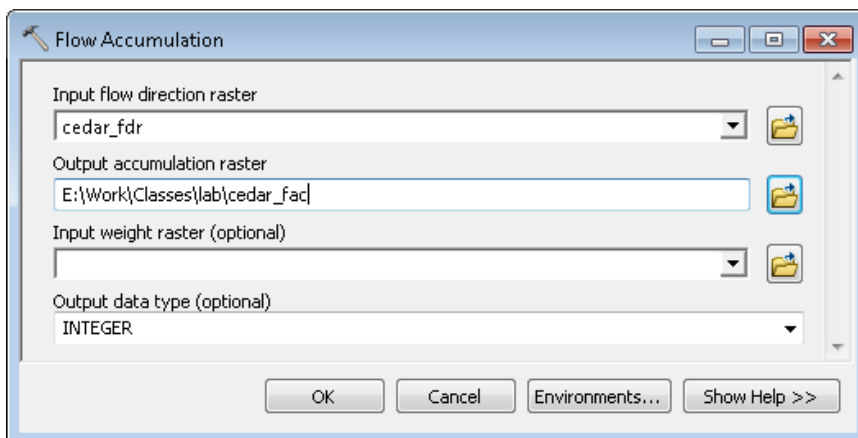 Flow Accumulation
Input flow direction raster
cedar_fdr
Output accumulation raster
E:\Work\Classes\lab\cedar_fac
Input weight raster (optional)
Output data type (optional)
INTEGER
OK Cancel Environments... Show Help >>